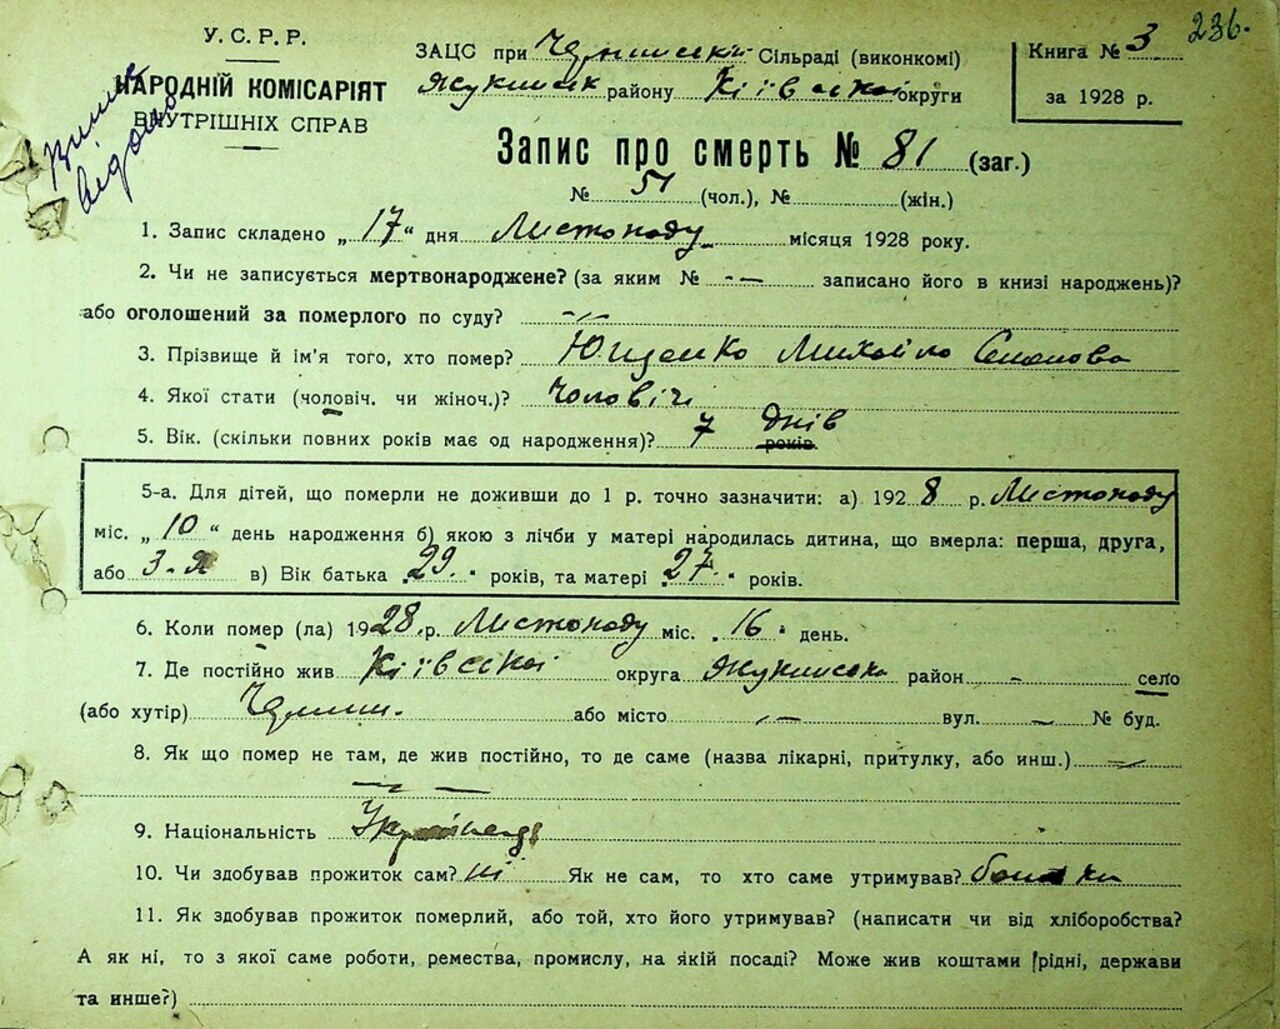 236.
У. С. Р. Р.
НАРОДНІЙ КОМІСАРІЯТ
ВНУТРІШНІХ СПРАВ
ЗАЦС при Сільраді (виконкомі)
району Київської округи
Книга № 3
за 1928 р.
Запис про смерть № 81 (заг.)
№ 51 (чол.), № (жін.)
1. Запис складено „ 17 “ дня Листопаду місяця 1928 року.
2. Чи не записується мертвонароджене? (за яким № - — записано його в книзі народжень)?
або оголошений за померлого по суду?
3. Прізвище й ім'я того, хто помер? Ющенко Михайло
4. Якої стати (чоловіч. чи жіноч.)? Чоловічі
5. Вік. (скільки повних років має од народження)? 7 днів років.
5-а. Для дітей, що померли не доживши до 1 р. точно зазначити: а) 192 8 р. Листопаду
міс. „ 10 “ день народження б) якою з лічби у матері народилась дитина, що вмерла: перша, друга,
або 3-я в) Вік батька „ 29. “ років, та матері „ 27. “ років.
6. Коли помер (ла) 1928 р. Листопаду міс. „ 16 “ день.
7. Де постійно жив Київської округа район - село
(або хутір) або місто - — вул. — № буд.
8. Як що помер не там, де жив постійно, то де саме (назва лікарні, притулку, або инш.) —
— —
9. Національність
10. Чи здобував прожиток сам? ні Як не сам, то хто саме утримував? батьки
11. Як здобував прожиток померлий, або той, хто його утримував? (написати чи від хліборобства?
А як ні, то з якої саме роботи, ремества, промислу, на якій посаді? Може жив коштами рідні, держави
та инше?)